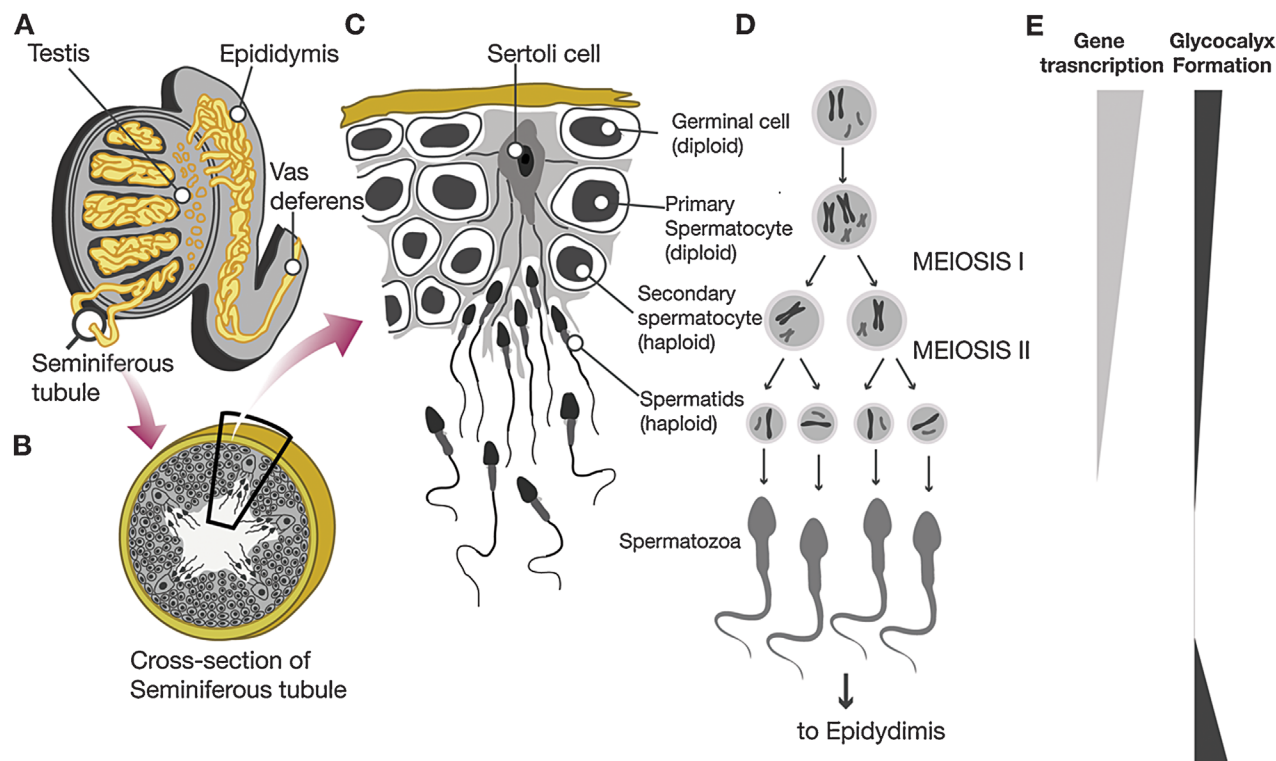 A
Testis
Epididymis
Vas
deferens
Seminiferous
tubule
B
Cross-section of
Seminiferous tubule
C
Sertoli cell
Germinal cell
(diploid)
Primary
Spermatocyte
(diploid)
Secondary
spermatocyte
(haploid)
Spermatids
(haploid)
D
MEIOSIS I
MEIOSIS II
Spermatozoa
to Epidydimis
E
Gene
trasncription
Glycocalyx
Formation